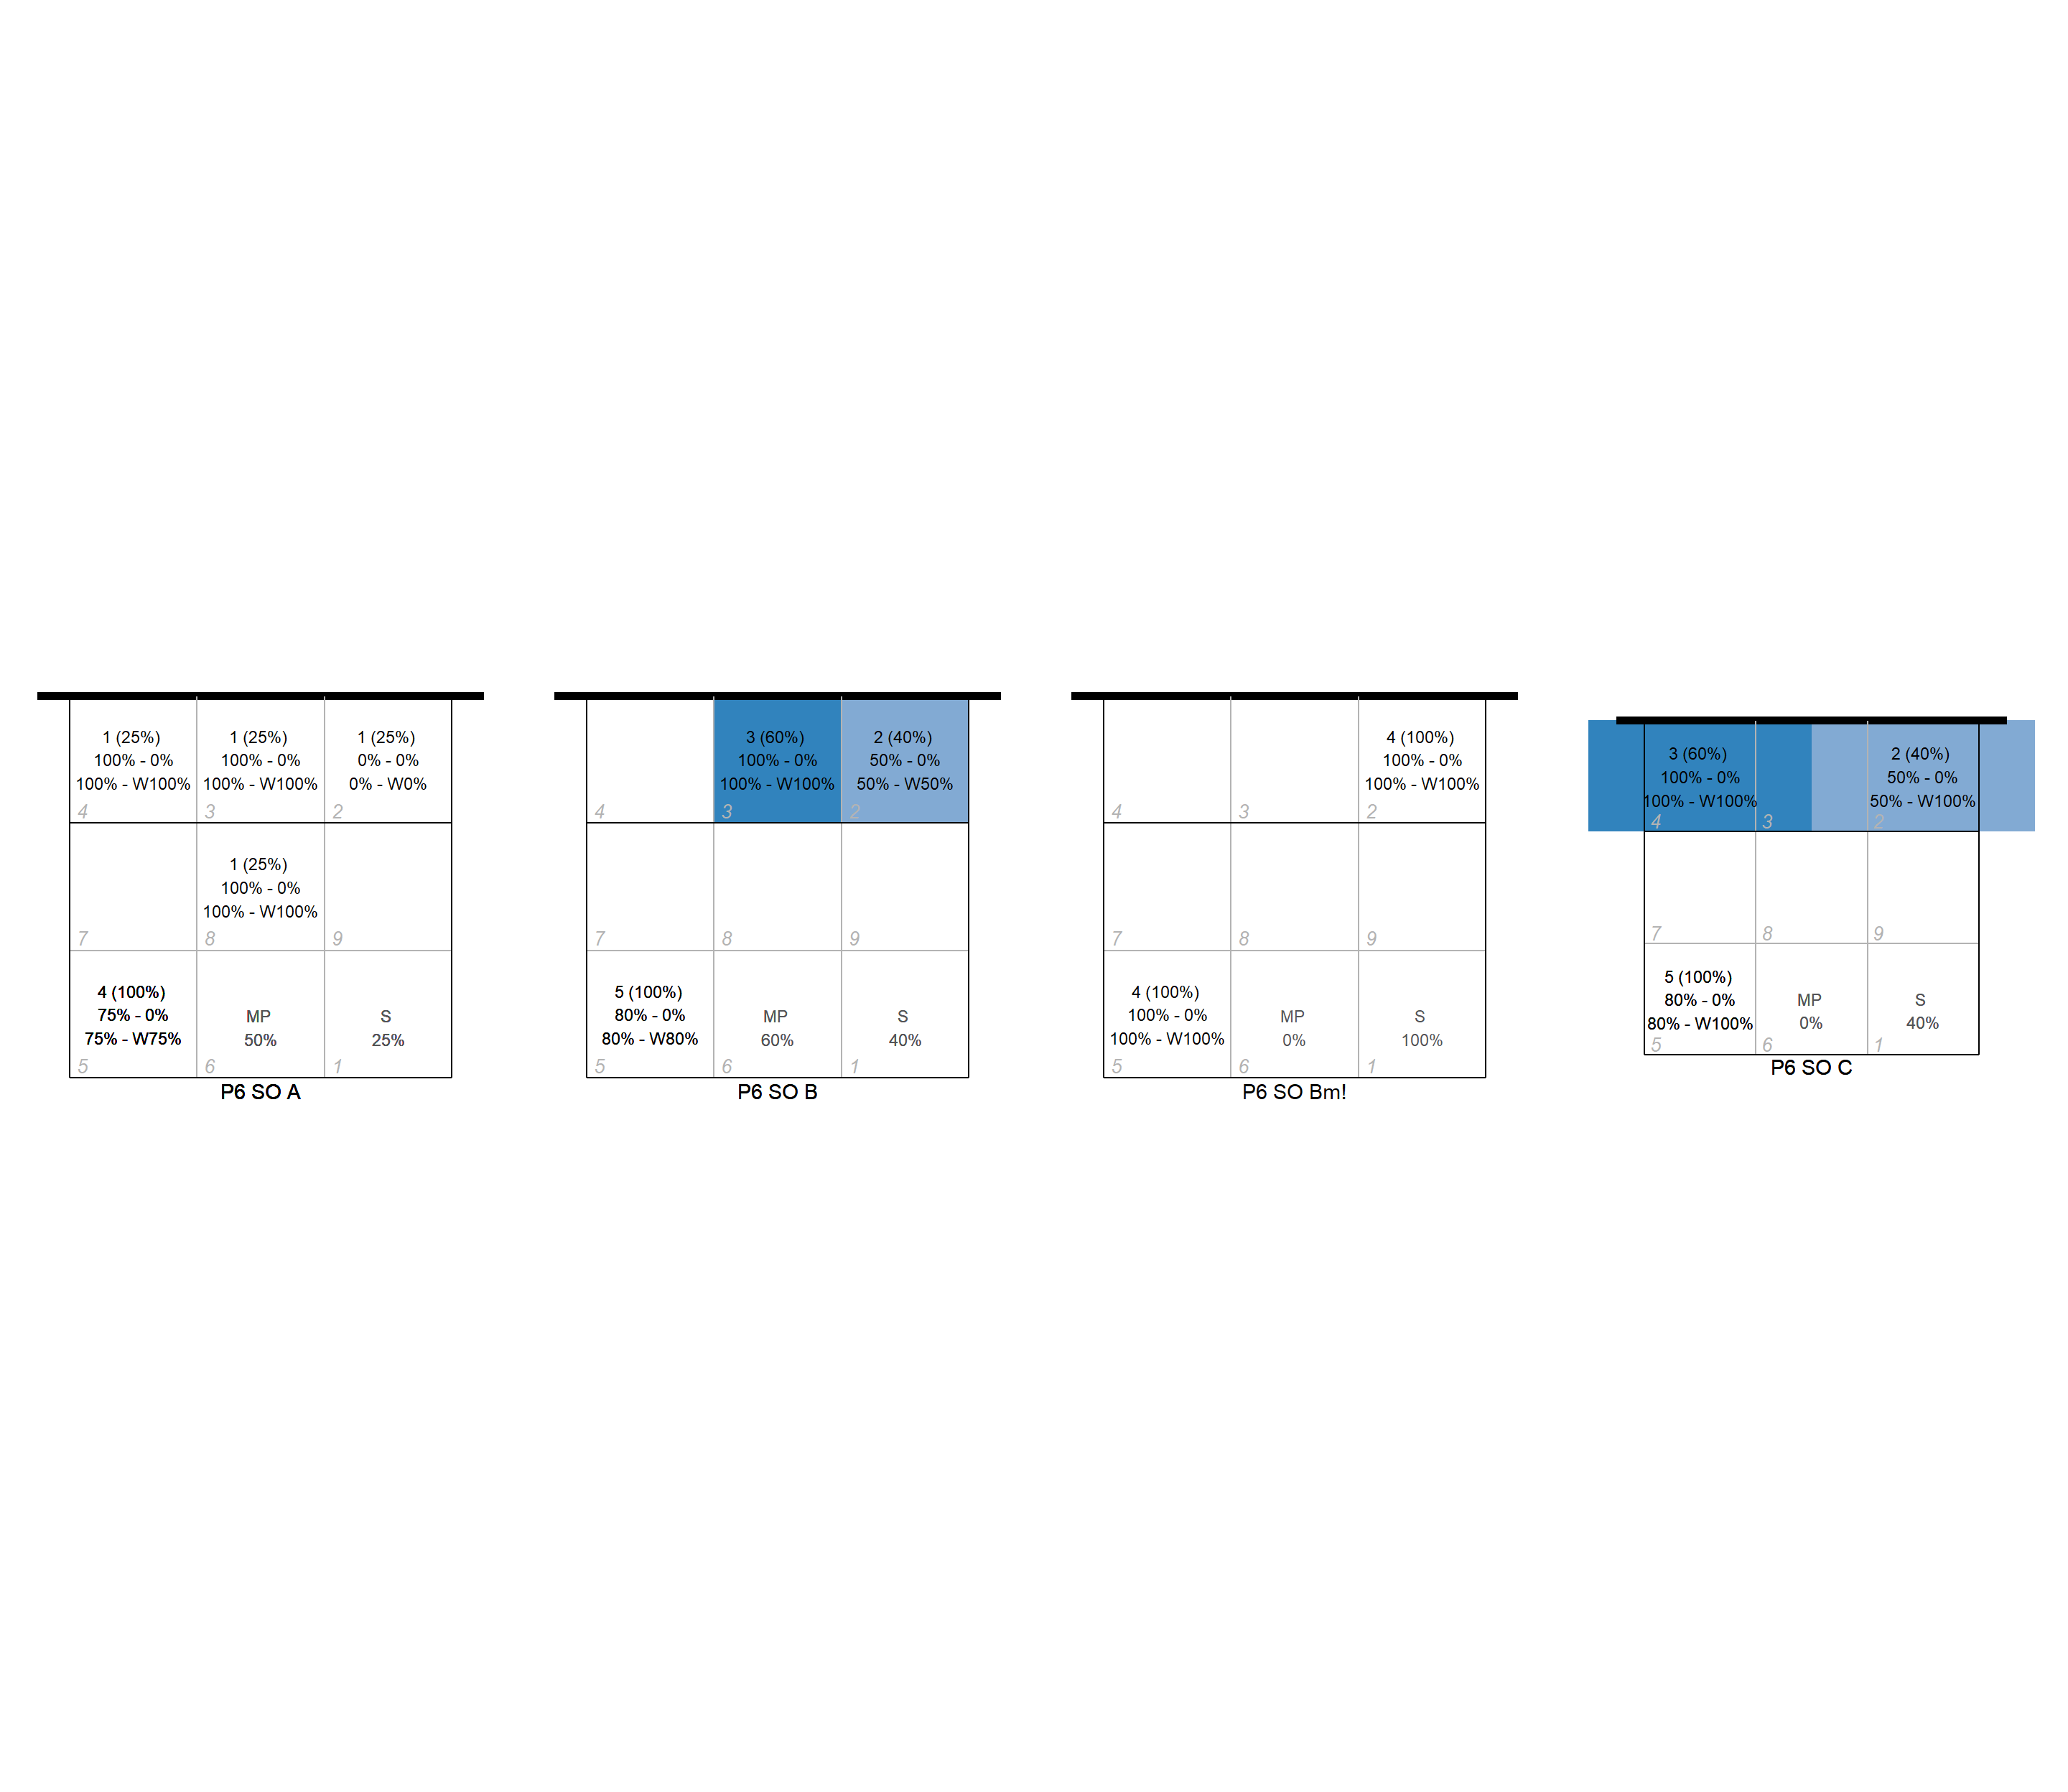 1 (25%)
100% - 0%
100% - W100%
4
1 (25%)
100% - 0%
100% - W100%
3
1 (25%)
0% - 0%
0% - W0%
2
7
1 (25%)
100% - 0%
100% - W100%
8
9
4 (100%)
75% - 0%
75% - W75%
5
MP
50%
6
S
25%
1
P6 SO A
4
3 (60%)
100% - 0%
100% - W100%
3
2 (40%)
50% - 0%
50% - W50%
2
7
8
9
5 (100%)
80% - 0%
80% - W80%
5
MP
60%
6
S
40%
1
P6 SO B
4
3
4 (100%)
100% - 0%
100% - W100%
2
7
8
9
4 (100%)
100% - 0%
100% - W100%
5
MP
0%
6
S
100%
1
P6 SO Bm!
3 (60%)
100% - 0%
100% - W100%
4
3
2 (40%)
50% - 0%
50% - W100%
2
7
8
9
5 (100%)
80% - 0%
80% - W100%
5
MP
0%
6
S
40%
1
P6 SO C